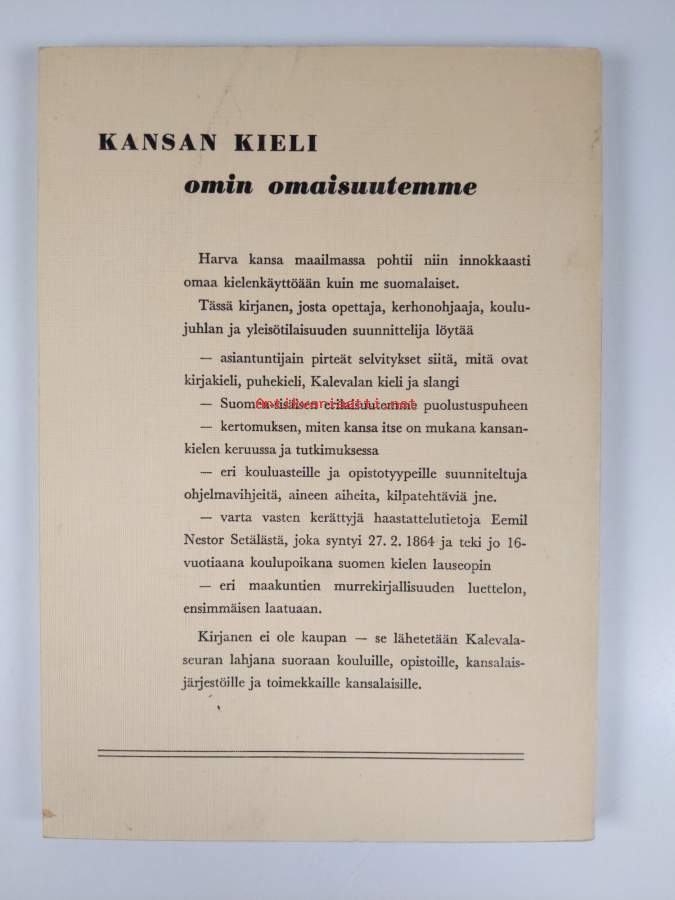 KANSAN KIELI
omin omaisuutemme
Harva kansa maailmassa pohtii niin innokkaasti
omaa kielenkäyttöään kuin me suomalaiset.
Tässä kirjanen, josta opettaja, kerhonohjaaja, koulu-
juhlan ja yleisötilaisuuden suunnittelija löytää
— asiantuntijain pirteät selvitykset siitä, mitä ovat
kirjakieli, puhekieli, Kalevalan kieli ja slangi
— Suomen-sisäisen erikaisuutemme puolustuspuheen
Antikvariaatti.net
— kertomuksen, miten kansa itse on mukana kansan-
kielen keruussa ja tutkimuksessa
— eri kouluasteille ja opistotyypeille suunniteltuja
ohjelmavihjeitä, aineen aiheita, kilpatehtäviä jne.
— varta vasten kerättyjä haastattelutietoja Eemil
Nestor Setälästä, joka syntyi 27. 2. 1864 ja teki jo 16-
vuotiaana koulupoikana suomen kielen lauseopin
— eri maakuntien murrekirjallisuuden luettelon,
ensimmäisen laatuaan.
Kirjanen ei ole kaupan — se lähetetään Kalevala-
seuran lahjana suoraan kouluille, opistoille, kansalais-
järjestöille ja toimekkaille kansalaisille.